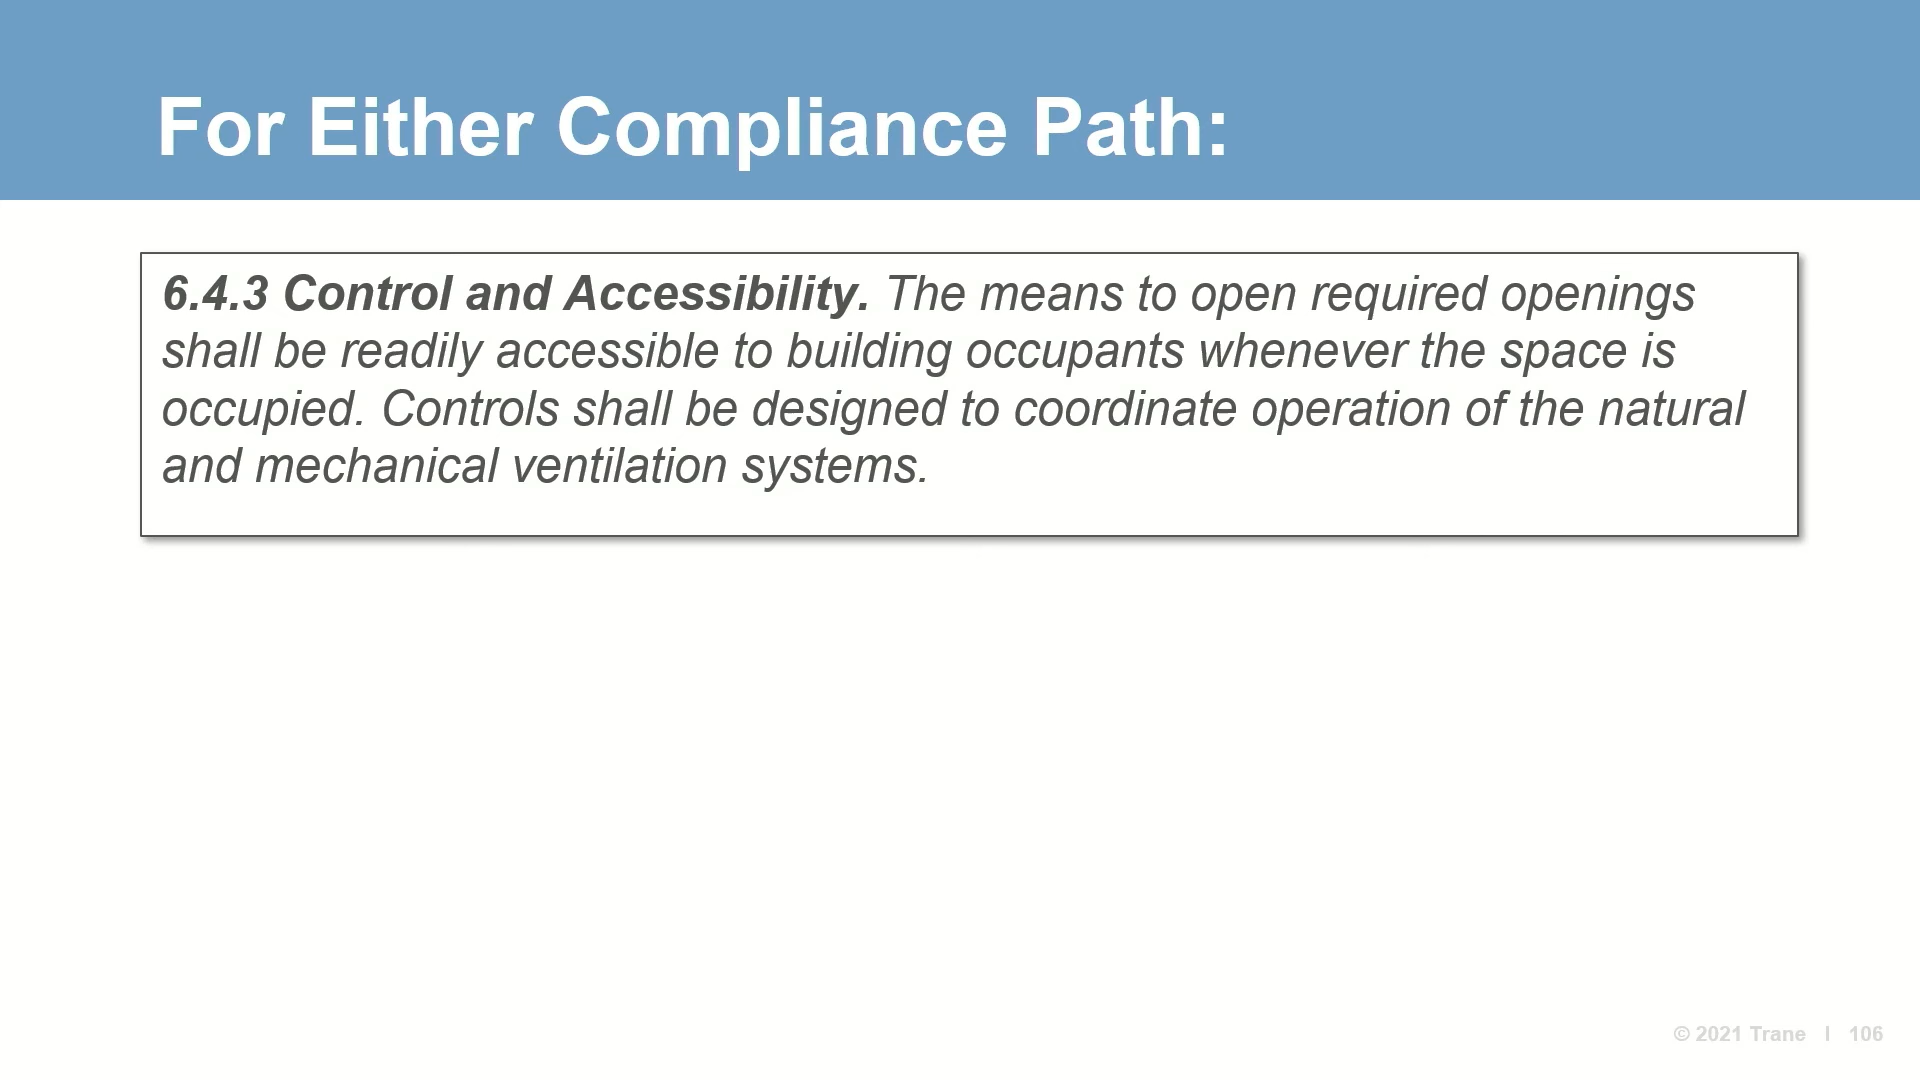 For Either Compliance Path:
6.4.3 Control and Accessibility. The means to open required openings
shall be readily accessible to building occupants whenever the space is
occupied. Controls shall be designed to coordinate operation of the natural
and mechanical ventilation systems.
© 2021 Trane | 106